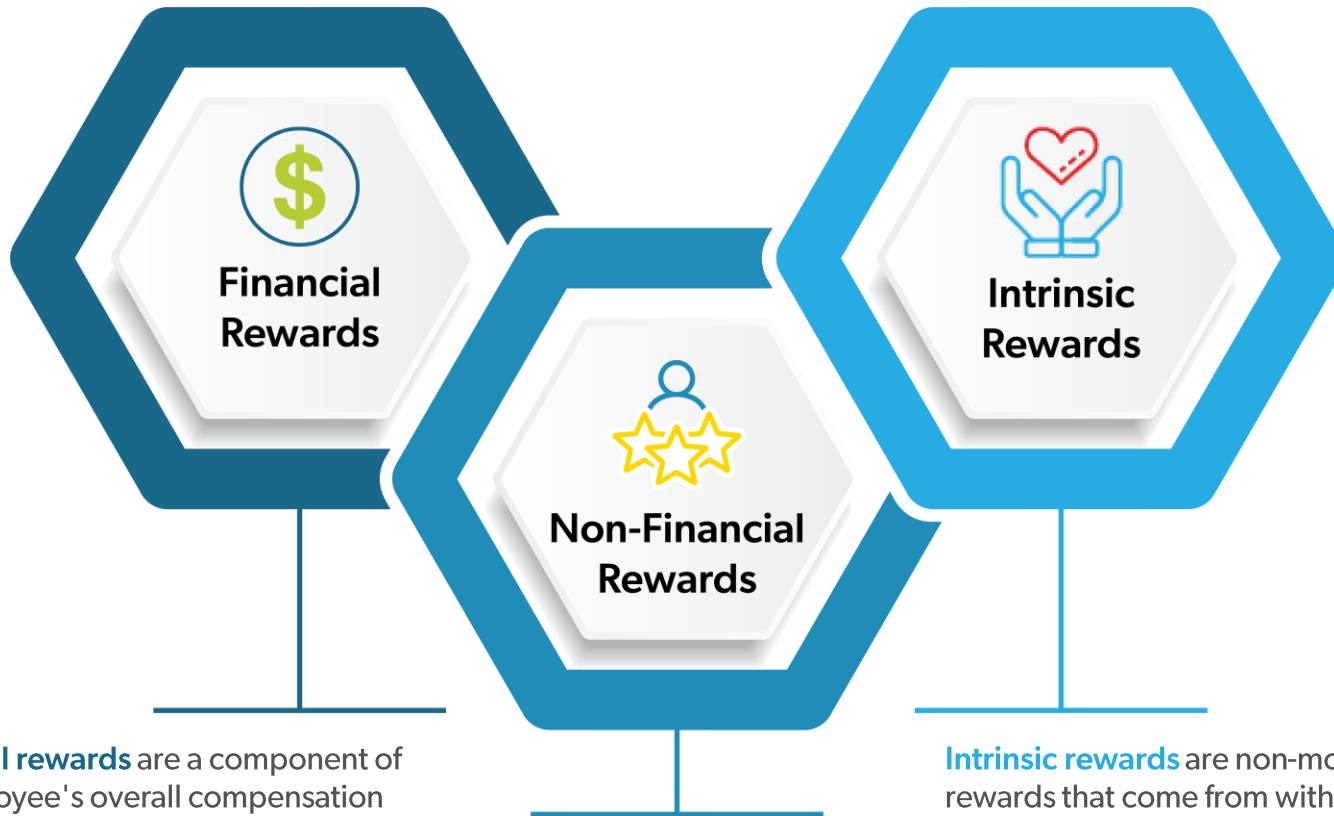 $
Financial
Rewards
Non-Financial
Rewards
Intrinsic
Rewards
rewards are a component of
overall compensation
Intrinsic rewards are
rewards that come from